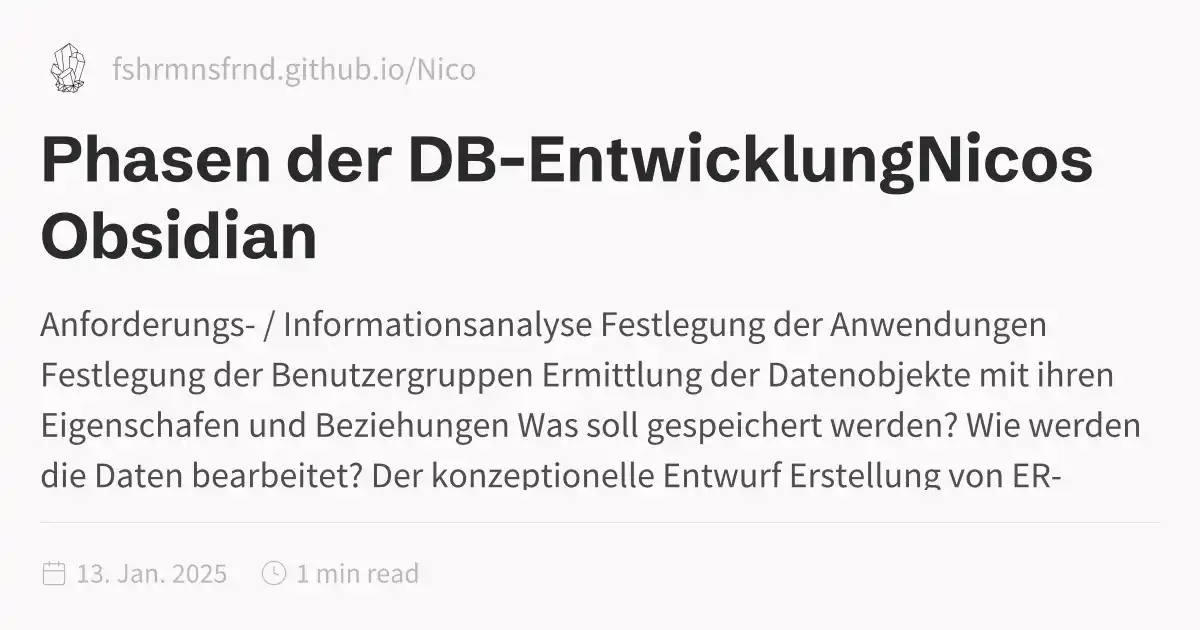 fshrmnsfrnd.github.io/Nico
Phasen der DB-EntwicklungNicos
Obsidian
Anforderungs- / Informationsanalyse Festlegung der Anwendungen
Festlegung der Benutzergruppen Ermittlung der Datenobjekte mit ihren
Eigenschafen und Beziehungen Was soll gespeichert werden? Wie werden
die Daten bearbeitet? Der konzeptionelle Entwurf Erstellung von ER-
13. Jan. 2025 1 min read